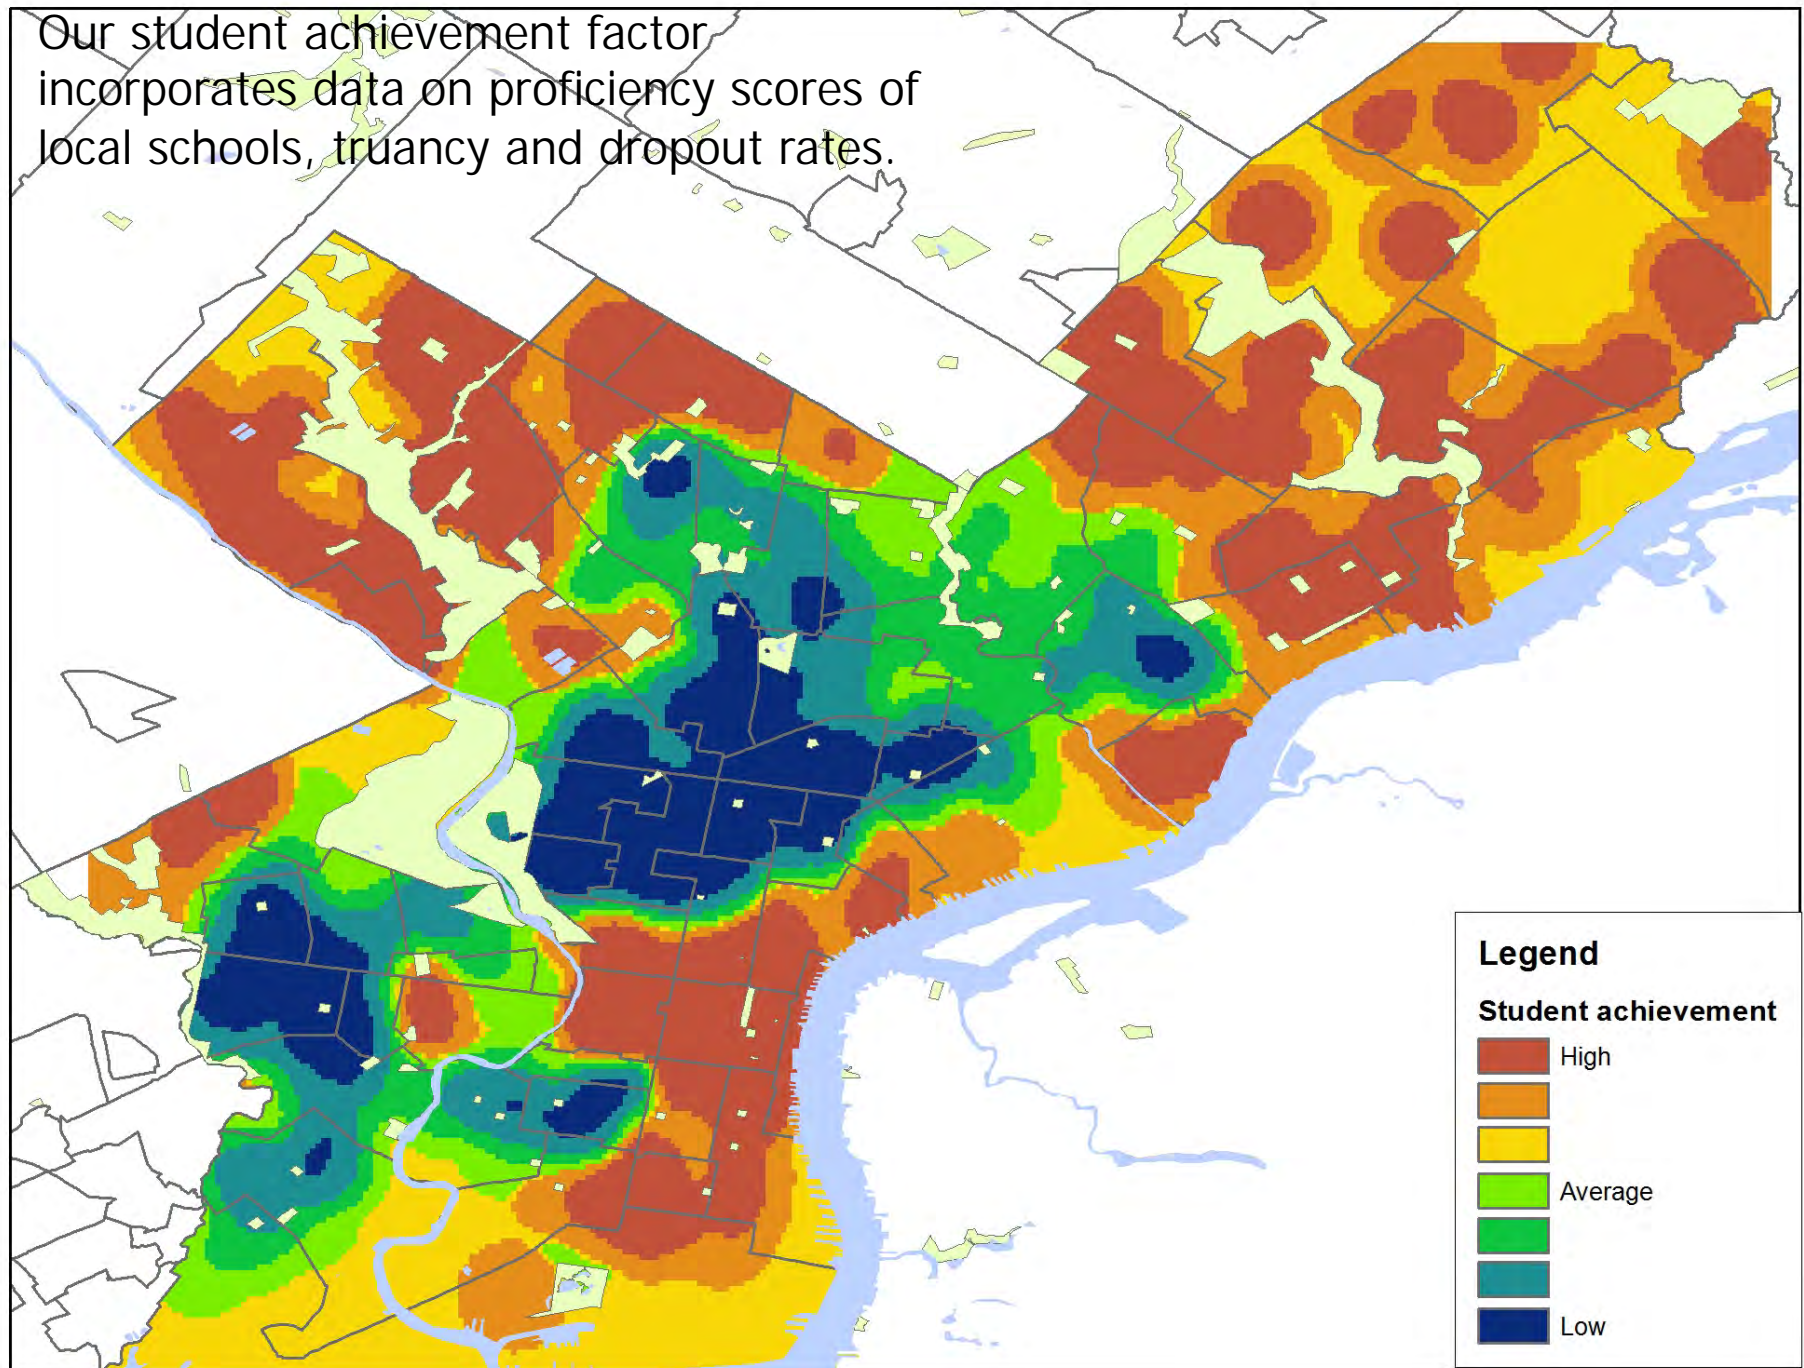 Our student achievement factor
incorporates data on proficiency scores of
local schools, truancy and dropout rates.
Legend
Student achievement
High
Average
Low